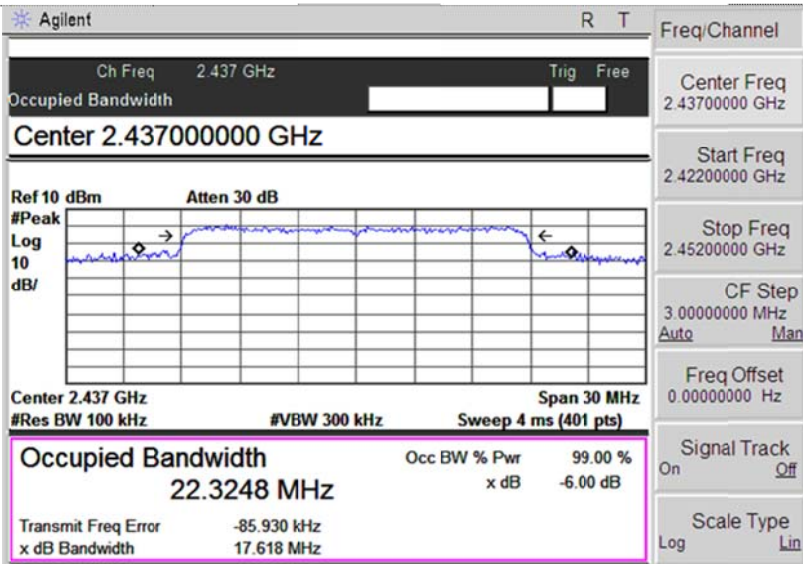 Agilent R T
Ch Freq 2.437 GHz Trig Free
Occupied Bandwidth
Center 2.437000000 GHz
Ref 10 dBm Atten 30 dB
#Peak
Log
10
dB/
Center 2.437 GHz Span 30 MHz
#Res BW 100 kHz #VBW 300 kHz Sweep 4 ms (401 pts)
Occupied Bandwidth Occ BW % Pwr 99.00 %
22.3248 MHz x dB -6.00 dB
Transmit Freq Error -85.930 kHz
x dB Bandwidth 17.618 MHz
Freq/Channel
Center Freq
2.43700000 GHz
Start Freq
2.42200000 GHz
Stop Freq
2.45200000 GHz
CF Step
3.00000000 MHz
Auto Man
Freq Offset
0.00000000 Hz
Signal Track
On Off
Scale Type
Log Lin